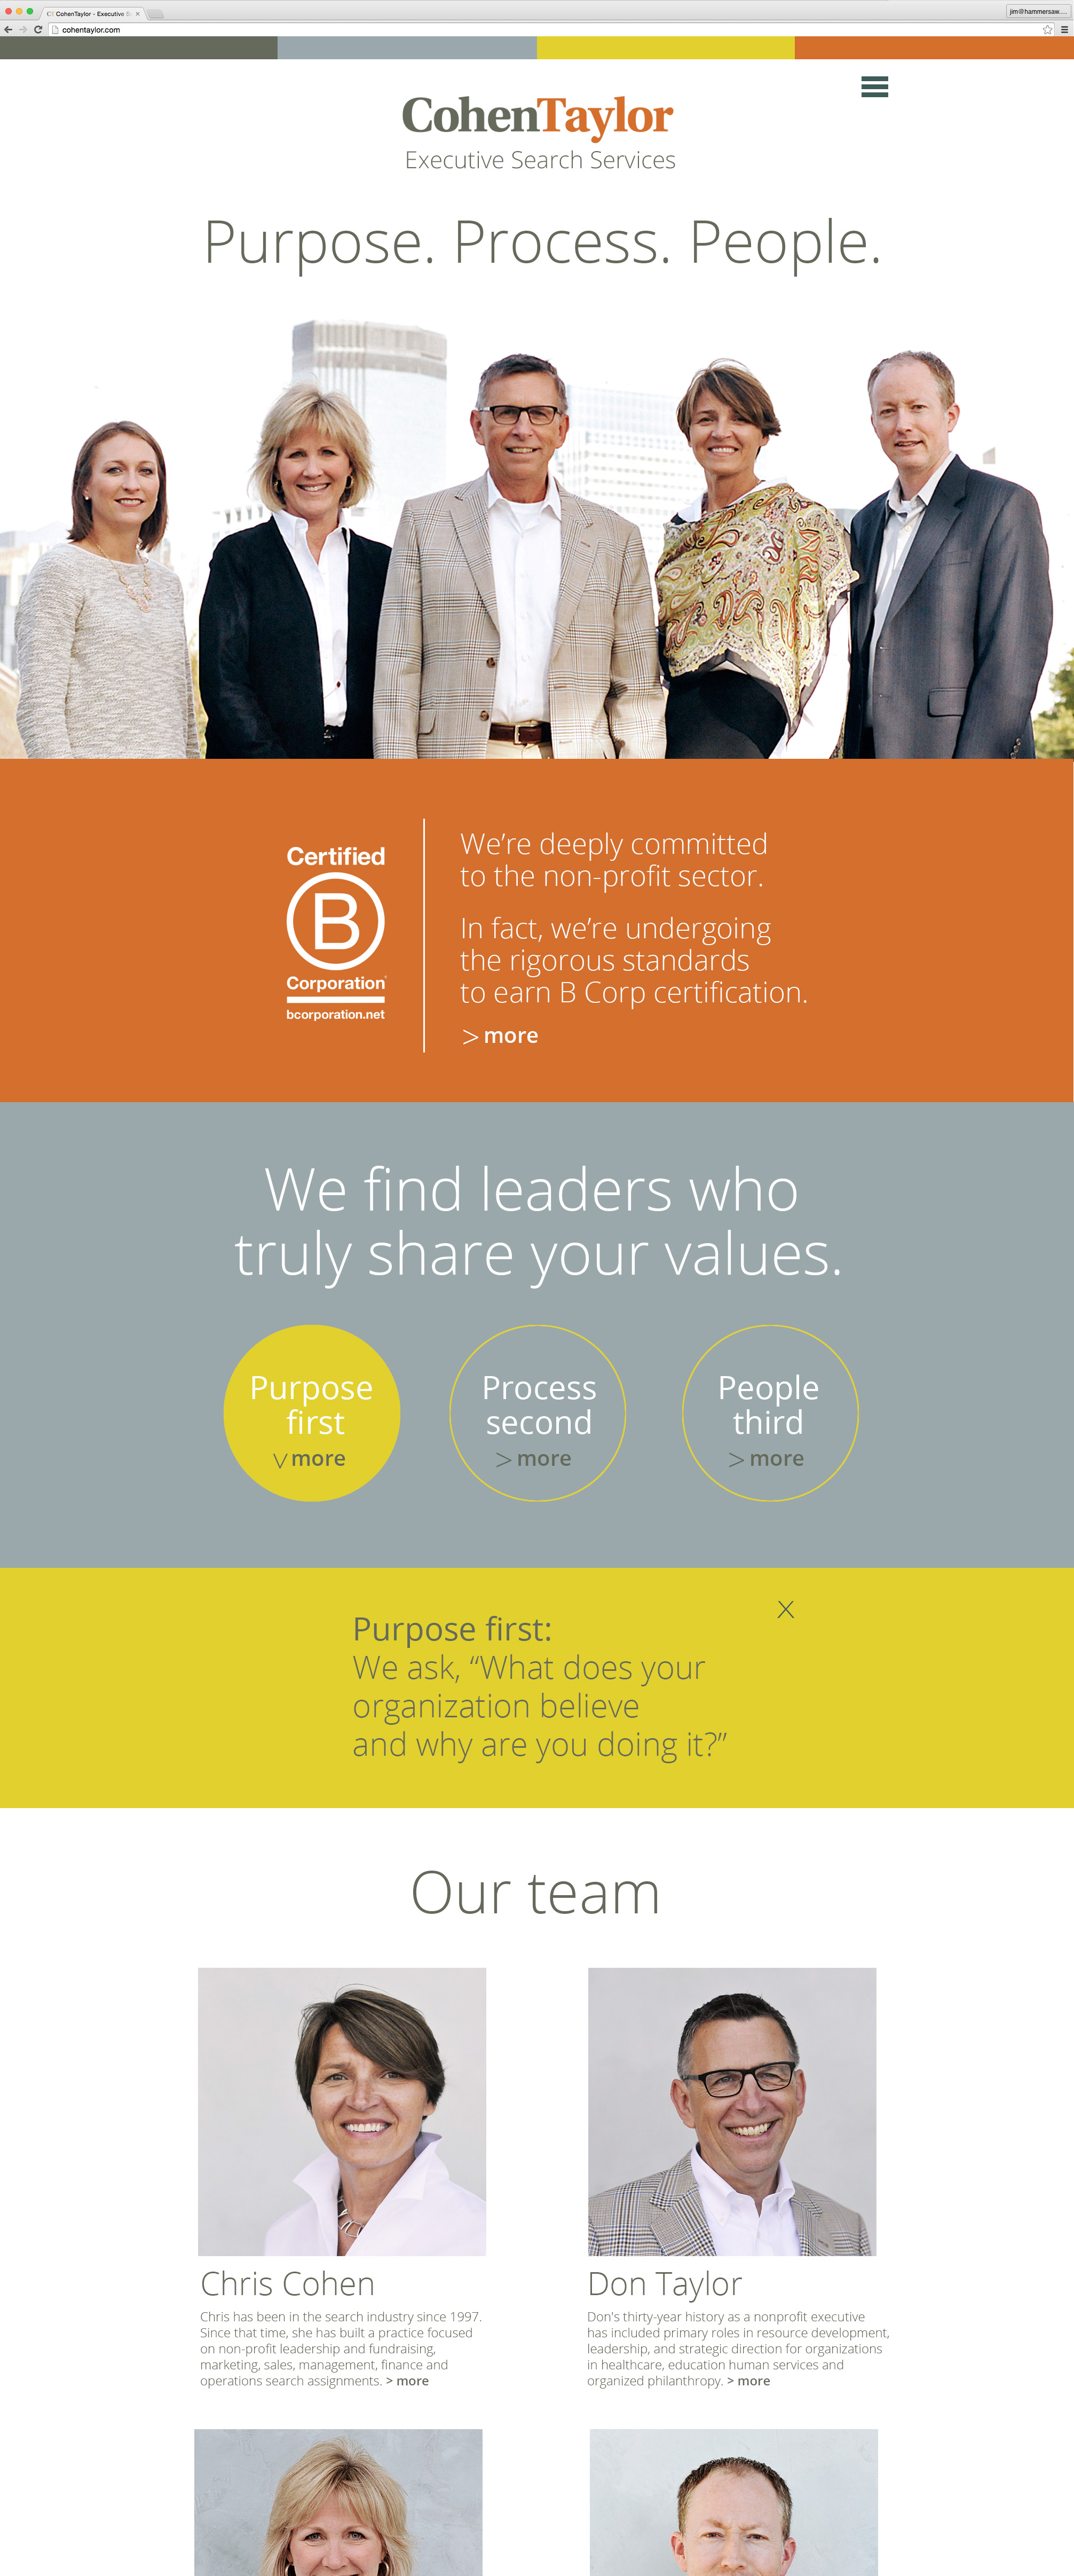 CT CohenTaylor - Executive S
jim@hammersaw....
cohentaylor.com
CohenTaylor
Executive Search Services
Purpose. Process. People.
Certified
B
Corporation
bcorporation.net
We’re deeply committed
to the non-profit sector.
In fact, we’re undergoing
the rigorous standards
to earn B Corp certification.
> more
We find leaders who
truly share your values.
Purpose
first
more
Process
second
> more
People
third
> more
X
Purpose first:
We ask, “What does your
organization believe
and why are you doing it?”
Our team
Chris Cohen
Chris has been in the search industry since 1997.
Since that time, she has built a practice focused
on non-profit leadership and fundraising,
marketing, sales, management, finance and
operations search assignments. > more
Don Taylor
Don's thirty-year history as a nonprofit executive
has included primary roles in resource development,
leadership, and strategic direction for organizations
in healthcare, education human services and
organized philanthropy. > more